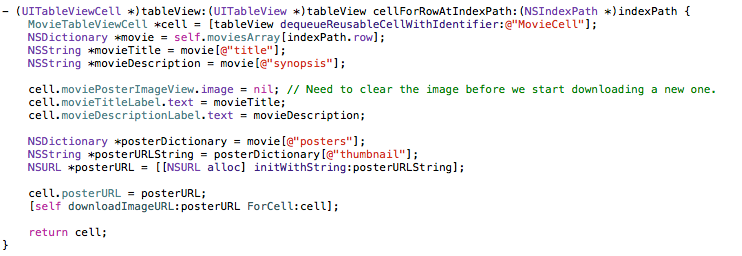 - (UITableViewCell *)tableView:(UITableView *)tableView cellForRowAtIndexPath:(NSIndexPath *)indexPath {
    MovieTableViewCell *cell = [tableView dequeueReusableCellWithIdentifier:@"MovieCell"];
    NSDictionary *movie = self.moviesArray[indexPath.row];
    NSString *movieTitle = movie[@"title"];
    NSString *movieDescription = movie[@"synopsis"];

    cell.moviePosterImageView.image = nil; // Need to clear the image before we start downloading a new one.
    cell.movieTitleLabel.text = movieTitle;
    cell.movieDescriptionLabel.text = movieDescription;

    NSDictionary *posterDictionary = movie[@"posters"];
    NSString *posterURLString = posterDictionary[@"thumbnail"];
    NSURL *posterURL = [[NSURL alloc] initWithString:posterURLString];

    cell.posterURL = posterURL;
    [self downloadImageURL:posterURL ForCell:cell];

    return cell;
}